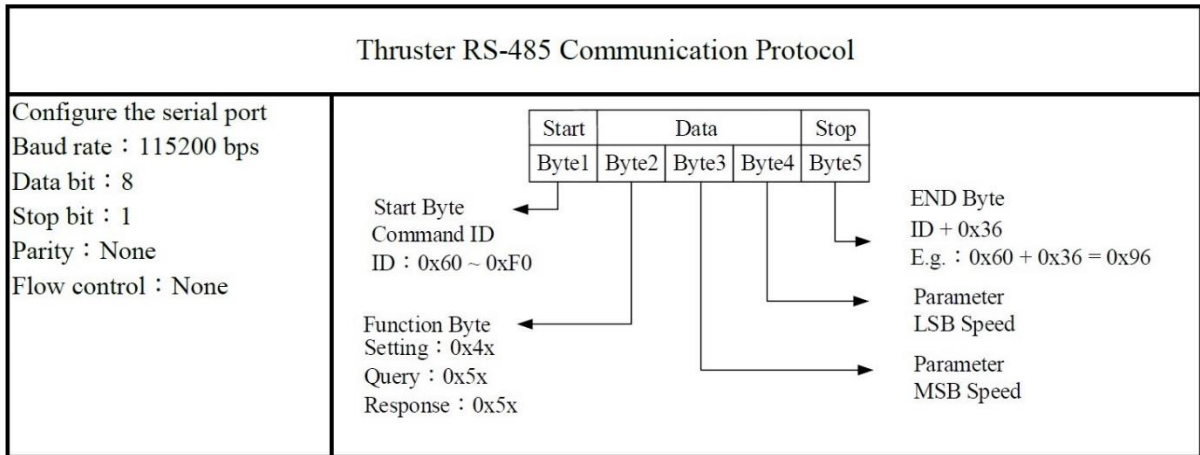 Thruster RS-485 Communication Protocol
Configure the serial port
Baud rate：115200 bps
Data bit：8
Stop bit：1
Parity：None
Flow control：None
Start Data Stop
Byte1 Byte2 Byte3 Byte4 Byte5
Start Byte
Command ID
ID：0x60 ~ 0xF0
Function Byte
Setting：0x4x
Query：0x5x
Response：0x5x
END Byte
ID + 0x36
E.g.：0x60 + 0x36 = 0x96
Parameter
LSB Speed
Parameter
MSB Speed